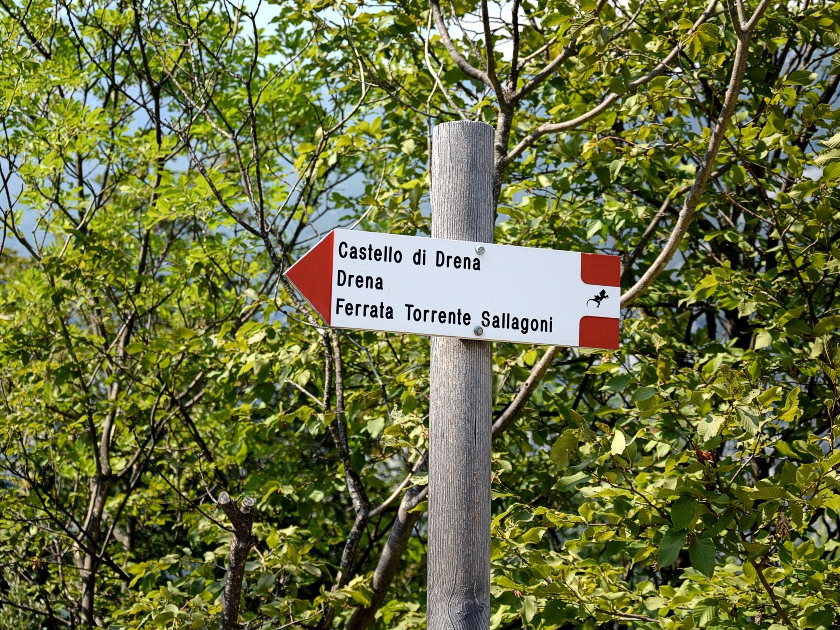 Castello di Drena
Drena
Ferrata Torrente Sallagoni